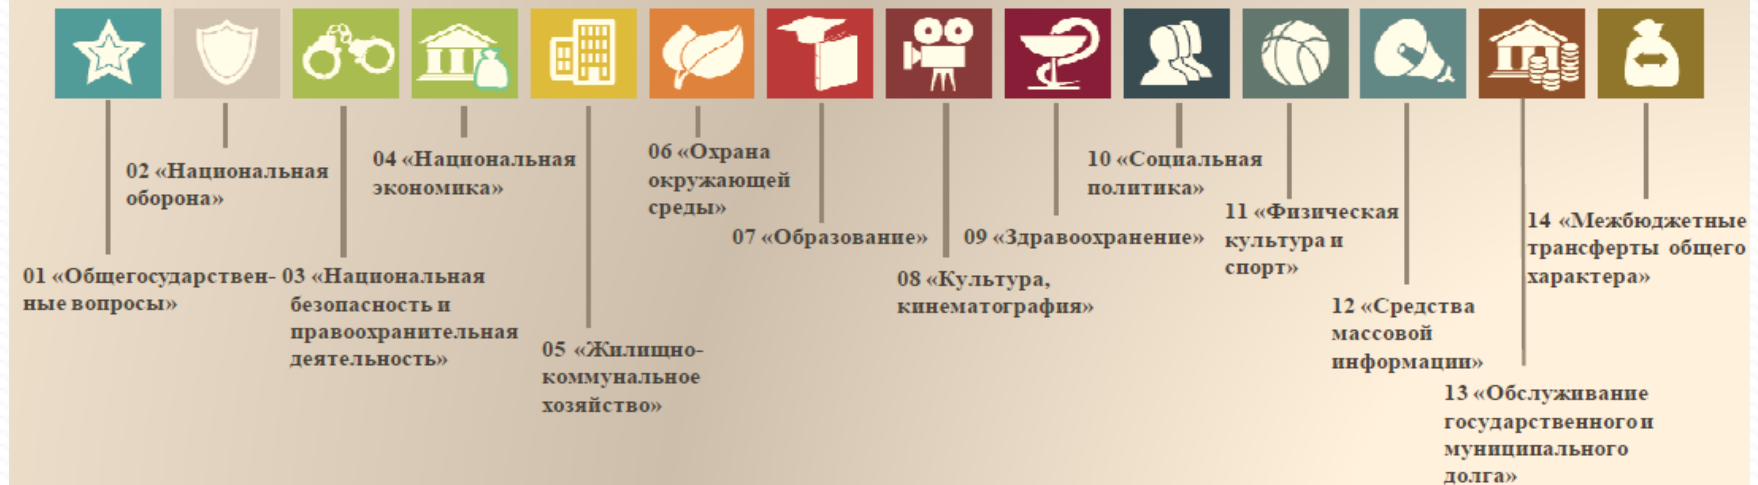 01 «Общегосударствен-
ные вопросы»
02 «Национальная
оборона»
03 «Национальная
безопасность и
правоохранительная
деятельность»
04 «Национальная
экономика»
05 «Жилищно-
коммунальное
хозяйство»
06 «Охрана
окружающей
среды»
07 «Образование»
08 «Культура,
кинематография»
09 «Здравоохранение»
10 «Социальная
политика»
11 «Физическая
культура и
спорт»
12 «Средства
массовой
информации»
13 «Обслуживание
государственного и
муниципального
долга»
14 «Межбюджетные
трансферты общего
характера»